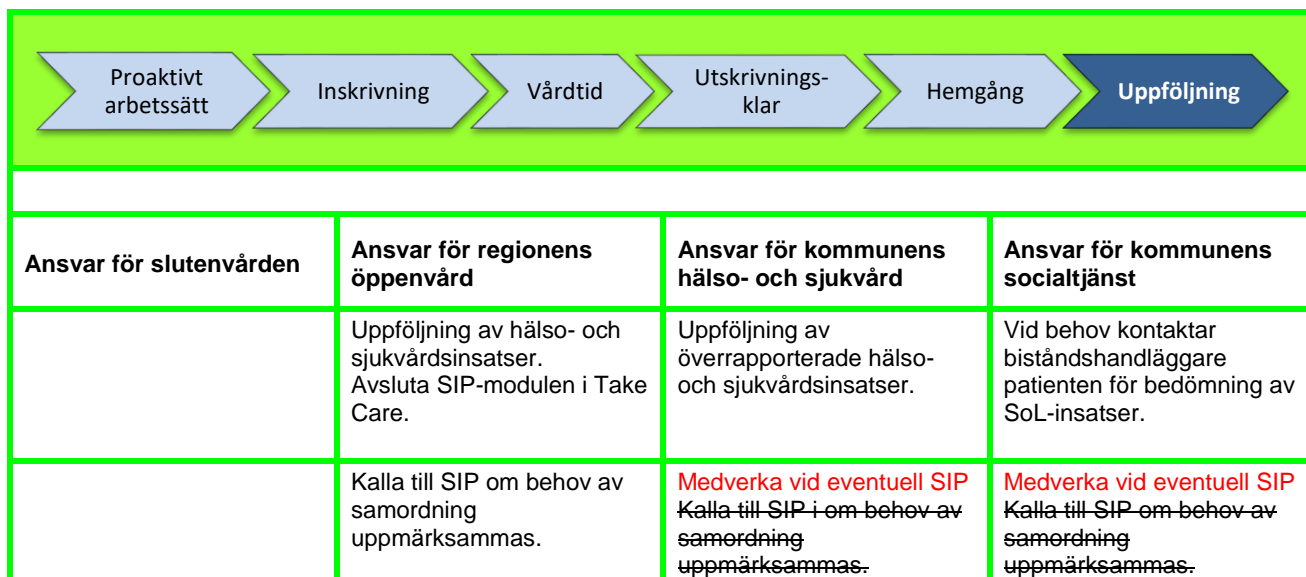 Proaktivt
arbetssätt
Inskrivning
Vårdtid
Utskrivnings-
klar
Hemgång
Uppföljning
Ansvar för slutenvården
Ansvar för regionens
öppenvård
Ansvar för kommunens
hälso- och sjukvård
Ansvar för kommunens
socialtjänst
Uppföljning av hälso- och
sjukvårdsinsatser.
Avsluta SIP-modulen i Take
Care.
Uppföljning av
överrapporterade hälso-
och sjukvårdsinsatser.
Vid behov kontaktar
biståndshandläggare
patienten för bedömning av
SoL-insatser.
Kalla till SIP om behov av
samordning
uppmärksammas.
Medverka vid eventuell SIP
Kalla till SIP i om behov av
samordning
uppmärksammas.
Medverka vid eventuell SIP
Kalla till SIP om behov av
samordning
uppmärksammas.